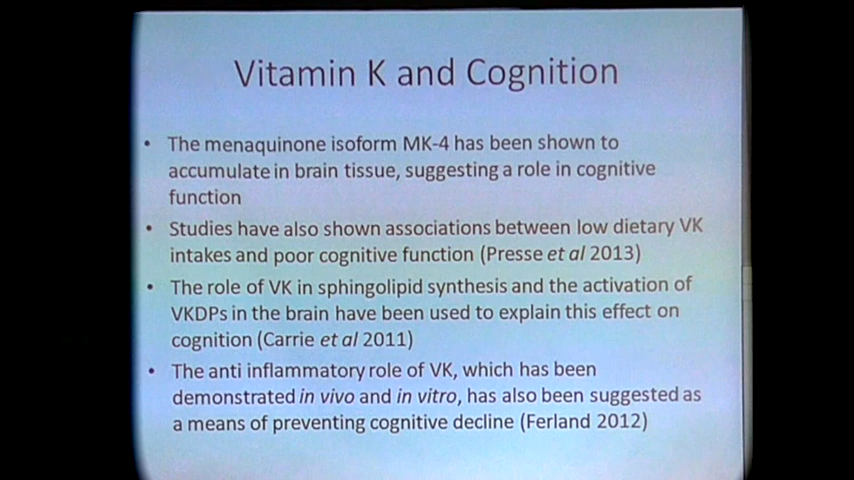 Vitamin K and Cognition
• The menaquinone isoform MK-4 has been shown to
accumulate in brain tissue, suggesting a role in cognitive
function
• Studies have also shown associations between low dietary VK
intakes and poor cognitive function (Presse et al 2013)
• The role of VK in sphingolipid synthesis and the activation of
VKDPs in the brain have been used to explain this effect on
cognition (Carrie et al 2011)
• The anti inflammatory role of VK, which has been
demonstrated in vivo and in vitro, has also been suggested as
a means of preventing cognitive decline (Ferland 2012)